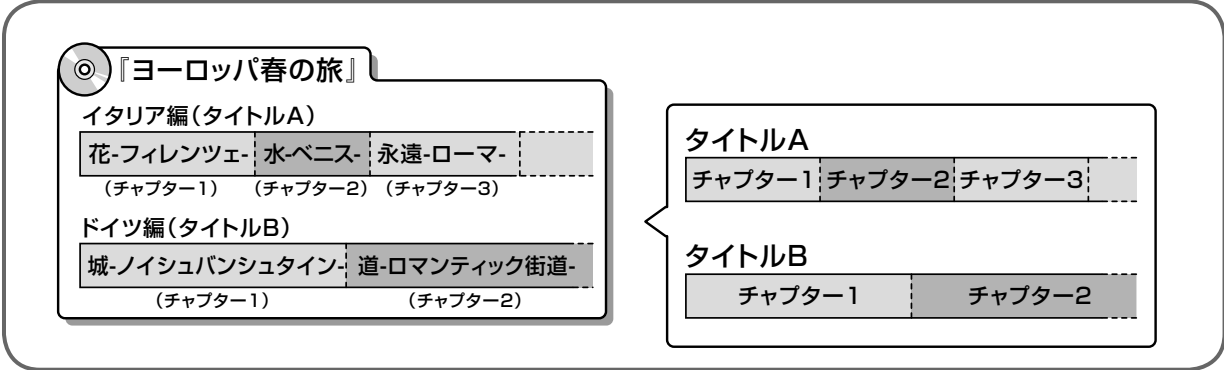 『ヨーロッパ春の旅』
イタリア編（タイトルA）
花-フィレンツェ- 水-ベニス- 永遠-ローマ-
（チャプター1） （チャプター2） （チャプター3）
ドイツ編（タイトルB）
城-ノイシュバンシュタイン- 道-ロマンティック街道-
（チャプター1） （チャプター2）
タイトルA
チャプター1 チャプター2 チャプター3
タイトルB
チャプター1 チャプター2